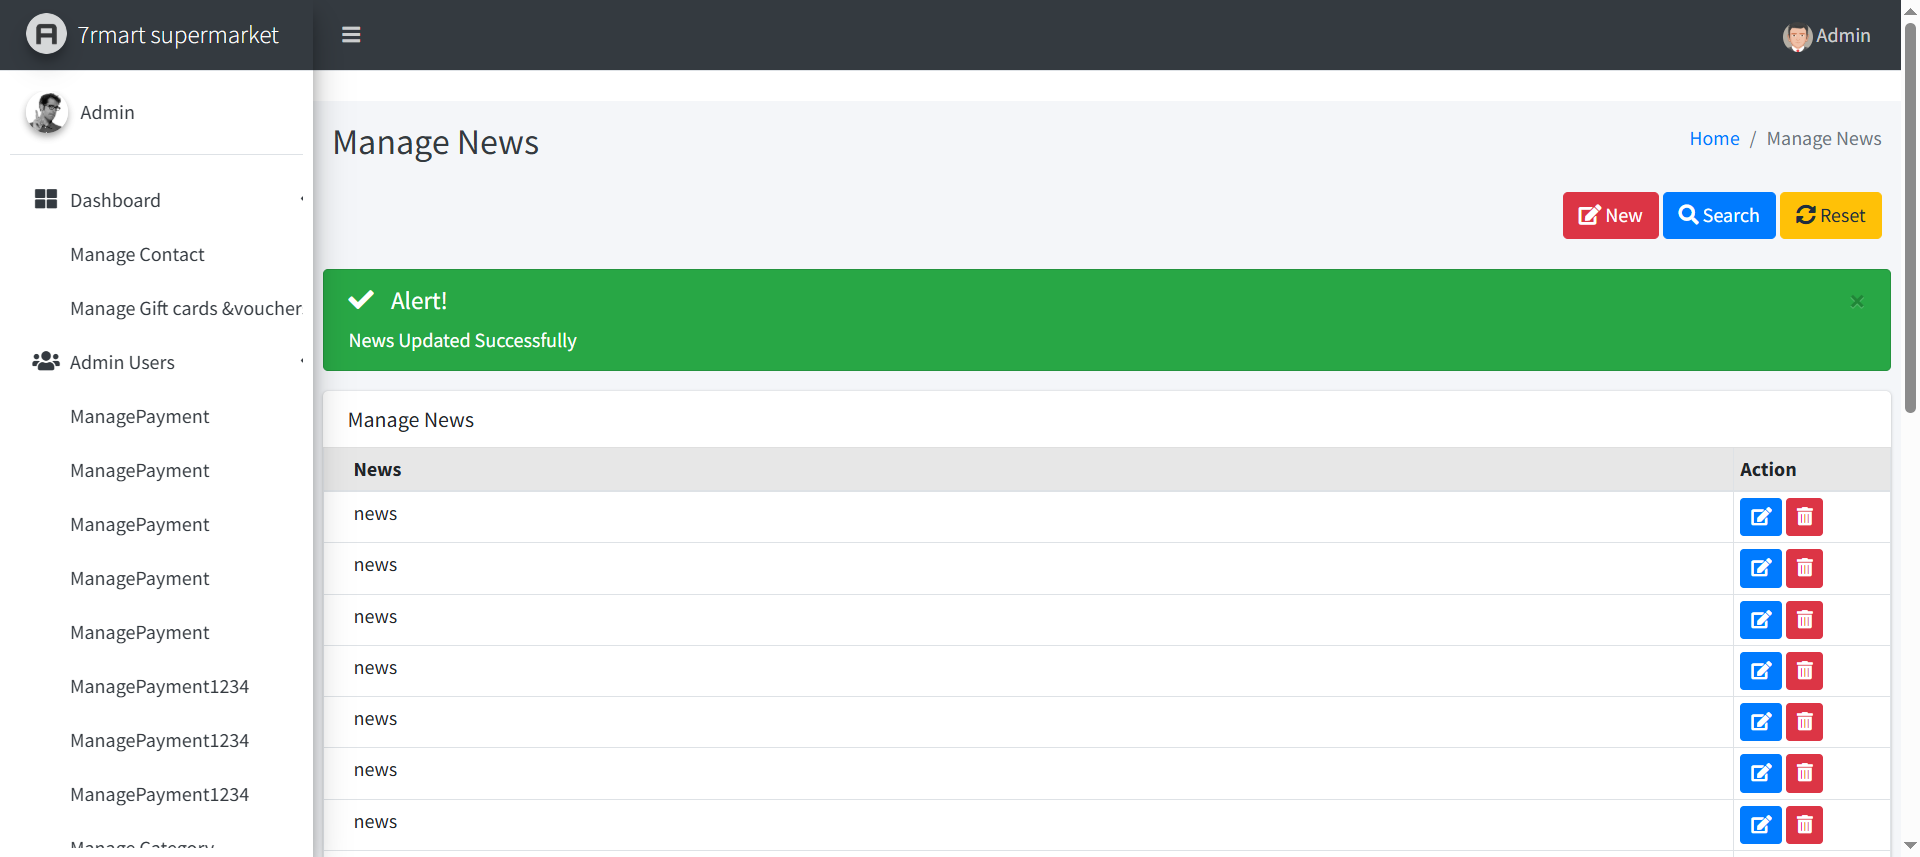 7rmart supermarket
Admin
Admin
Dashboard
Manage Contact
Manage Gift cards &voucher
Admin Users
ManagePayment
ManagePayment
ManagePayment
ManagePayment
ManagePayment
ManagePayment1234
ManagePayment1234
ManagePayment1234
Manage Category
Manage News
Home / Manage News
New
Search
Reset
Alert!
×
News Updated Successfully
Manage News
News Action
news
news
news
news
news
news
news